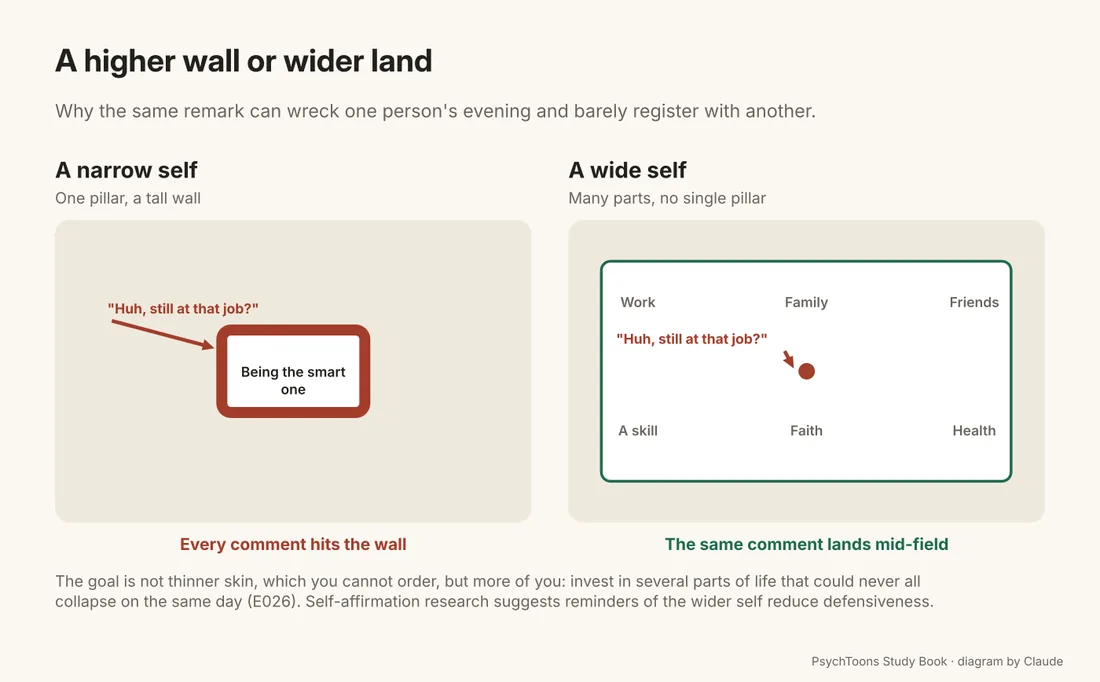 A higher wall or wider land
Why the same remark can wreck one person's evening and barely register with another.
A narrow self
One pillar, a tall wall
"Huh, still at that job?"
Being the smart
one
Every comment hits the wall
A wide self
Many parts, no single pillar
Work
Family
Friends
"Huh, still at that job?"
A skill
Faith
Health
The same comment lands mid-field
The goal is not thinner skin, which you cannot order, but more of you: invest in several parts of life that could never all
collapse on the same day (E026). Self-affirmation research suggests reminders of the wider self reduce defensiveness.
PsychToons Study Book · diagram by Claude